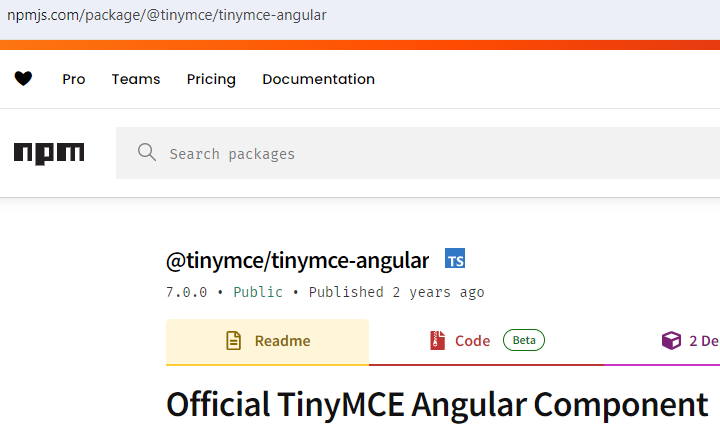 npmjs.com/package/@tinymce/tinymce-angular
Pro Teams Pricing Documentation
npm
Search packages
@tinymce/tinymce-angular TS
7.0.0 • Public • Published 2 years ago
Readme Code Beta 2 De
Official TinyMCE Angular Component